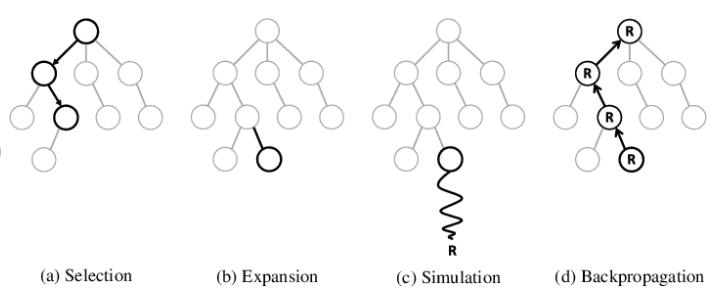 R
R
R
R
R
(a) Selection
(b) Expansion
(c) Simulation
(d) Backpropagation